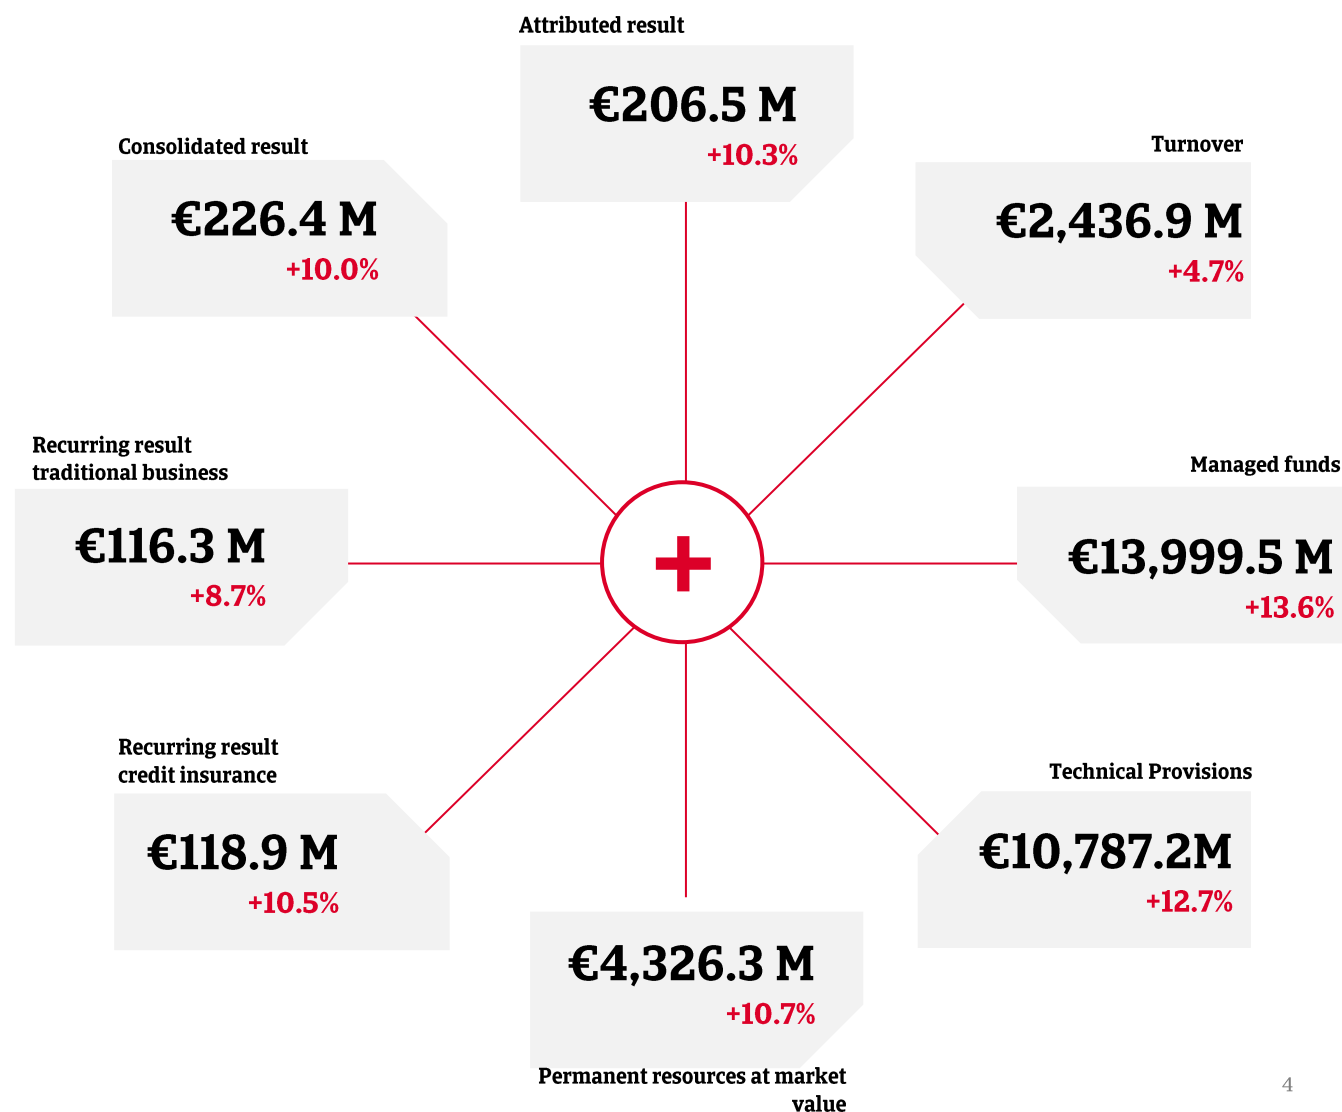 Attributed result
€206.5 M
+10.3%
Consolidated result
€226.4 M
+10.0%
Turnover
€2,436.9 M
+4.7%
Recurring result
traditional business
€116.3 M
+8.7%
Managed funds
€13,999.5 M
+13.6%
Recurring result
credit insurance
€118.9 M
+10.5%
Technical Provisions
€10,787.2M
+12.7%
€4,326.3 M
+10.7%
Permanent resources at market
value
4